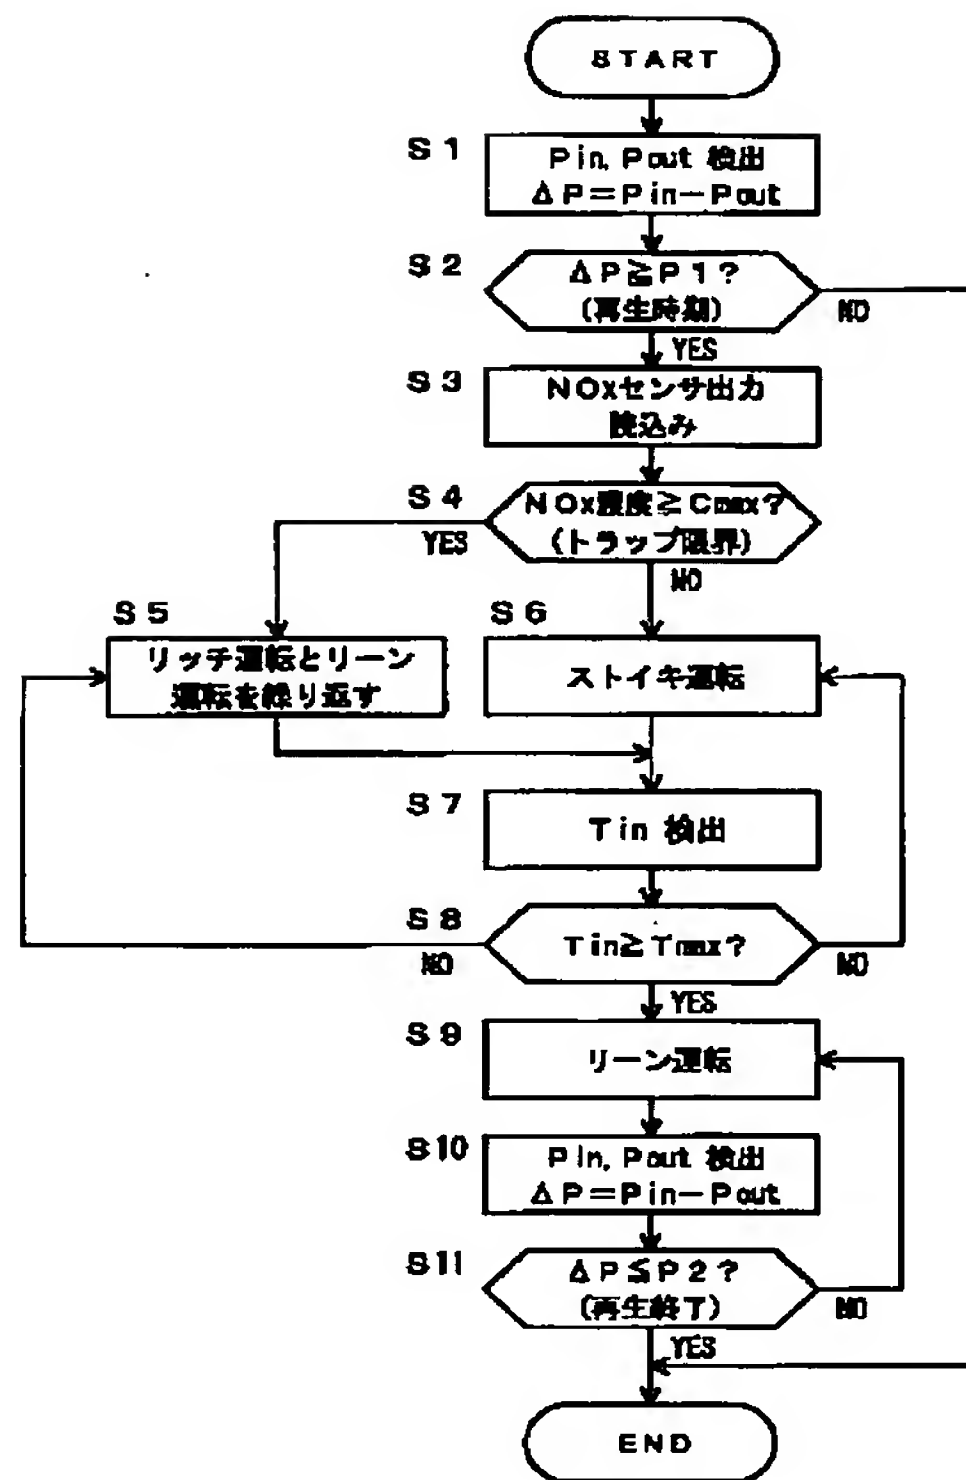 START
S1
Pin, Pout 検出
ΔP=Pin-Pout
S2
ΔP≧P1?
(再生時期)
NO
YES
S3
NOxセンサ出力
読込み
S4
NOx濃度≧Cmax?
(トラップ限界)
YES
NO
S5
リッチ運転とリーン
運転を繰り返す
S6
ストイキ運転
S7
Tin 検出
S8
Tin≧Tmax?
NO
NO
YES
S9
リーン運転
S10
Pin, Pout 検出
ΔP=Pin-Pout
S11
ΔP≦P2?
(再生終了)
NO
YES
END